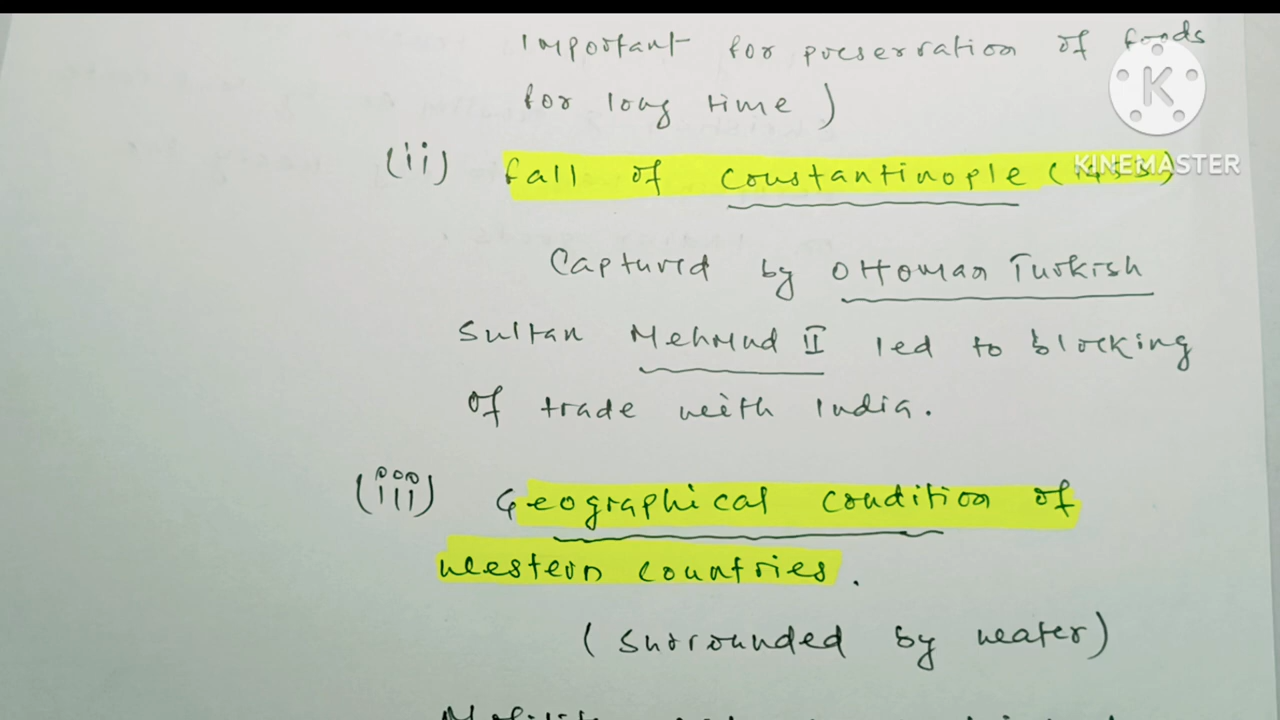 Important for preservation of foods
for long time )
K
KINEMASTER
(ii) Fall of Constantinople (1453)
Captured by Ottoman Turkish
Sultan Mehmud II led to blocking
of trade with India.
(iii) Geographical condition of
western countries.
( surrounded by water)